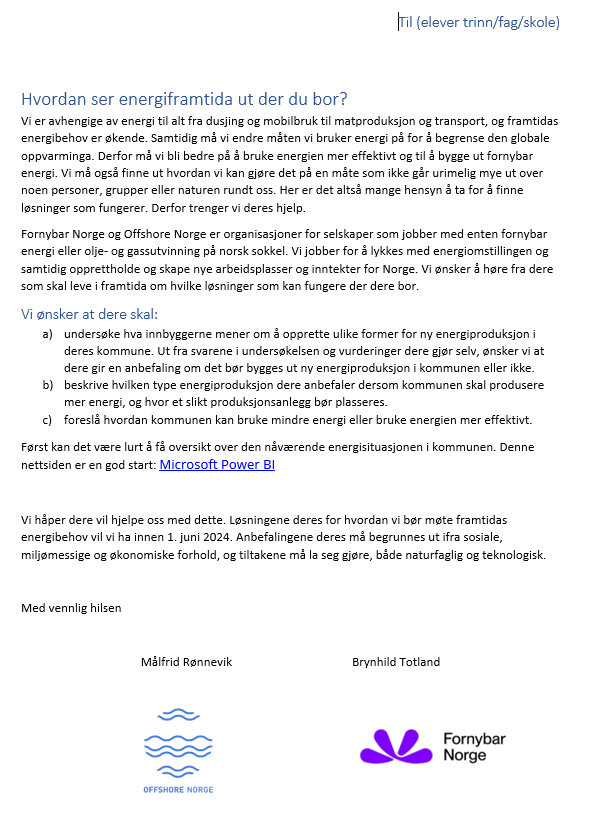 Til (elever trinn/fag/skole)
Hvordan ser energiframtida ut der du bor?
Vi er avhengige av energi til alt fra dusjing og mobilbruk til matproduksjon og transport, og framtidas
energibehov er økende. Samtidig må vi endre måten vi bruker energi på for å begrense den globale
oppvarminga. Derfor må vi bli bedre på å bruke energien mer effektivt og til å bygge ut fornybar
energi. Vi må også finne ut hvordan vi kan gjøre det på en måte som ikke går urimelig mye ut over
noen personer, grupper eller naturen rundt oss. Her er det altså mange hensyn å ta for å finne
løsninger som fungerer. Derfor trenger vi deres hjelp.
Fornybar Norge og Offshore Norge er organisasjoner for selskaper som jobber med enten fornybar
energi eller olje- og gassutvinning på norsk sokkel. Vi jobber for å lykkes med energiomstillingen og
samtidig opprettholde og skape nye arbeidsplasser og inntekter for Norge. Vi ønsker å høre fra dere
som skal leve i framtida om hvilke løsninger som kan fungere der dere bor.
Vi ønsker at dere skal:
a) undersøke hva innbyggerne mener om å opprette ulike former for ny energiproduksjon i
deres kommune. Ut fra svarene i undersøkelsen og vurderinger dere gjør selv, ønsker vi at
dere gir en anbefaling om det bør bygges ut ny energiproduksjon i kommunen eller ikke.
b) beskrive hvilken type energiproduksjon dere anbefaler dersom kommunen skal produsere
mer energi, og hvor et slikt produksjonsanlegg bør plasseres.
c) foreslå hvordan kommunen kan bruke mindre energi eller bruke energien mer effektivt.
Først kan det være lurt å få oversikt over den nåværende energisituasjonen i kommunen. Denne
nettsiden er en god start: Microsoft Power BI
Vi håper dere vil hjelpe oss med dette. Løsningene deres for hvordan vi bør møte framtidas
energibehov vil vi ha innen 1. juni 2024. Anbefalingene deres må begrunnes ut ifra sosiale,
miljømessige og økonomiske forhold, og tiltakene må la seg gjøre, både naturfaglig og teknologisk.
Med vennlig hilsen
Målfrid Rønnevik Brynhild Totland
OFFSHORE NORGE
Fornybar
Norge